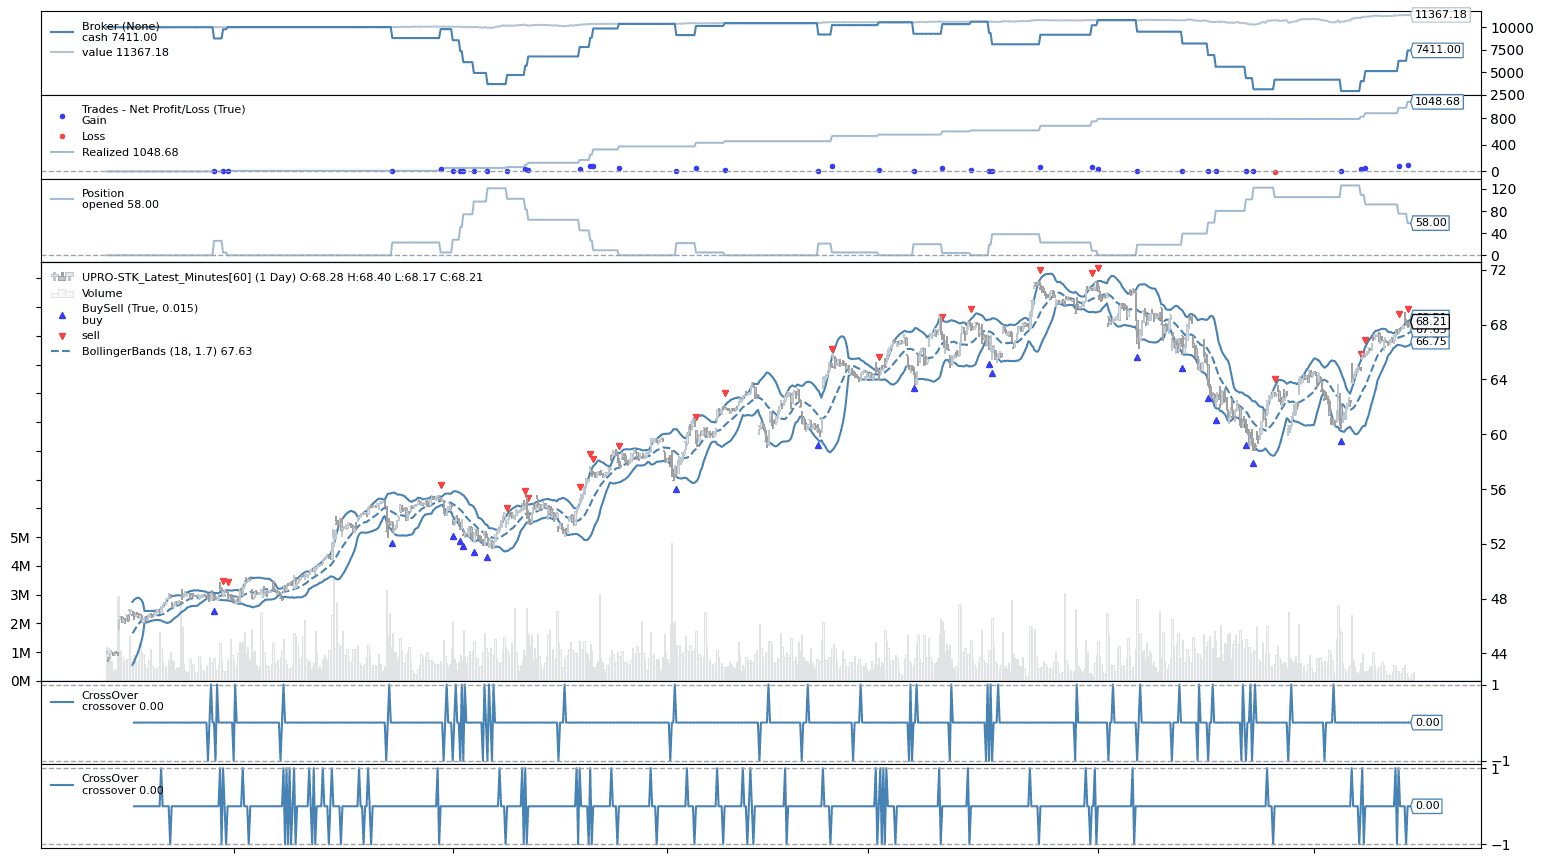 Broker (None)
cash 7411.00
value 11367.18
11367.18
10000
7411.00
7500
5000
2500
Trades - Net Profit/Loss (True)
Gain
Loss
Realized 1048.68
1048.68
800
400
0
Position
opened 58.00
120
80
58.00
40
0
UPRO-STK_Latest_Minutes[60] (1 Day) O:68.28 H:68.40 L:68.17 C:68.21
Volume
BuySell (True, 0.015)
buy
sell
BollingerBands (18, 1.7) 67.63
72
68.21
68
66.75
64
60
56
52
48
44
5M
4M
3M
2M
1M
0M
CrossOver
crossover 0.00
1
0.00
−1
CrossOver
crossover 0.00
1
0.00
−1